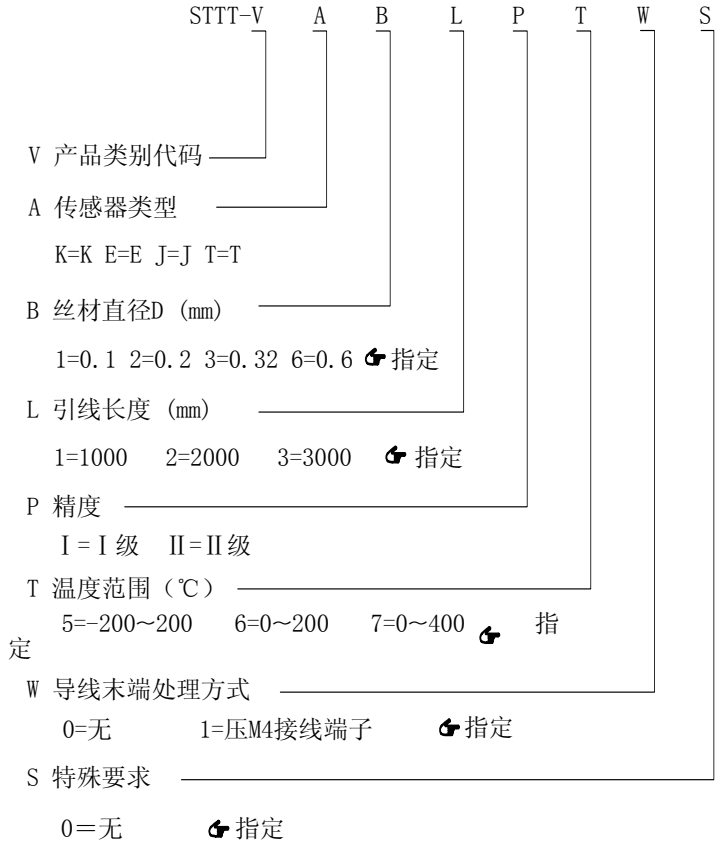 STTT-V A B L P T W S
V 产品类别代码
A 传感器类型
K=K E=E J=J T=T
B 丝材直径D (mm)
1=0.1 2=0.2 3=0.32 6=0.6 指定
L 引线长度 (mm)
1=1000 2=2000 3=3000 指定
P 精度
Ⅰ=Ⅰ级 Ⅱ=Ⅱ级
T 温度范围（℃）
5=-200~200 6=0~200 7=0~400 指
定
W 导线末端处理方式
0=无 1=压M4接线端子 指定
S 特殊要求
0＝无 指定